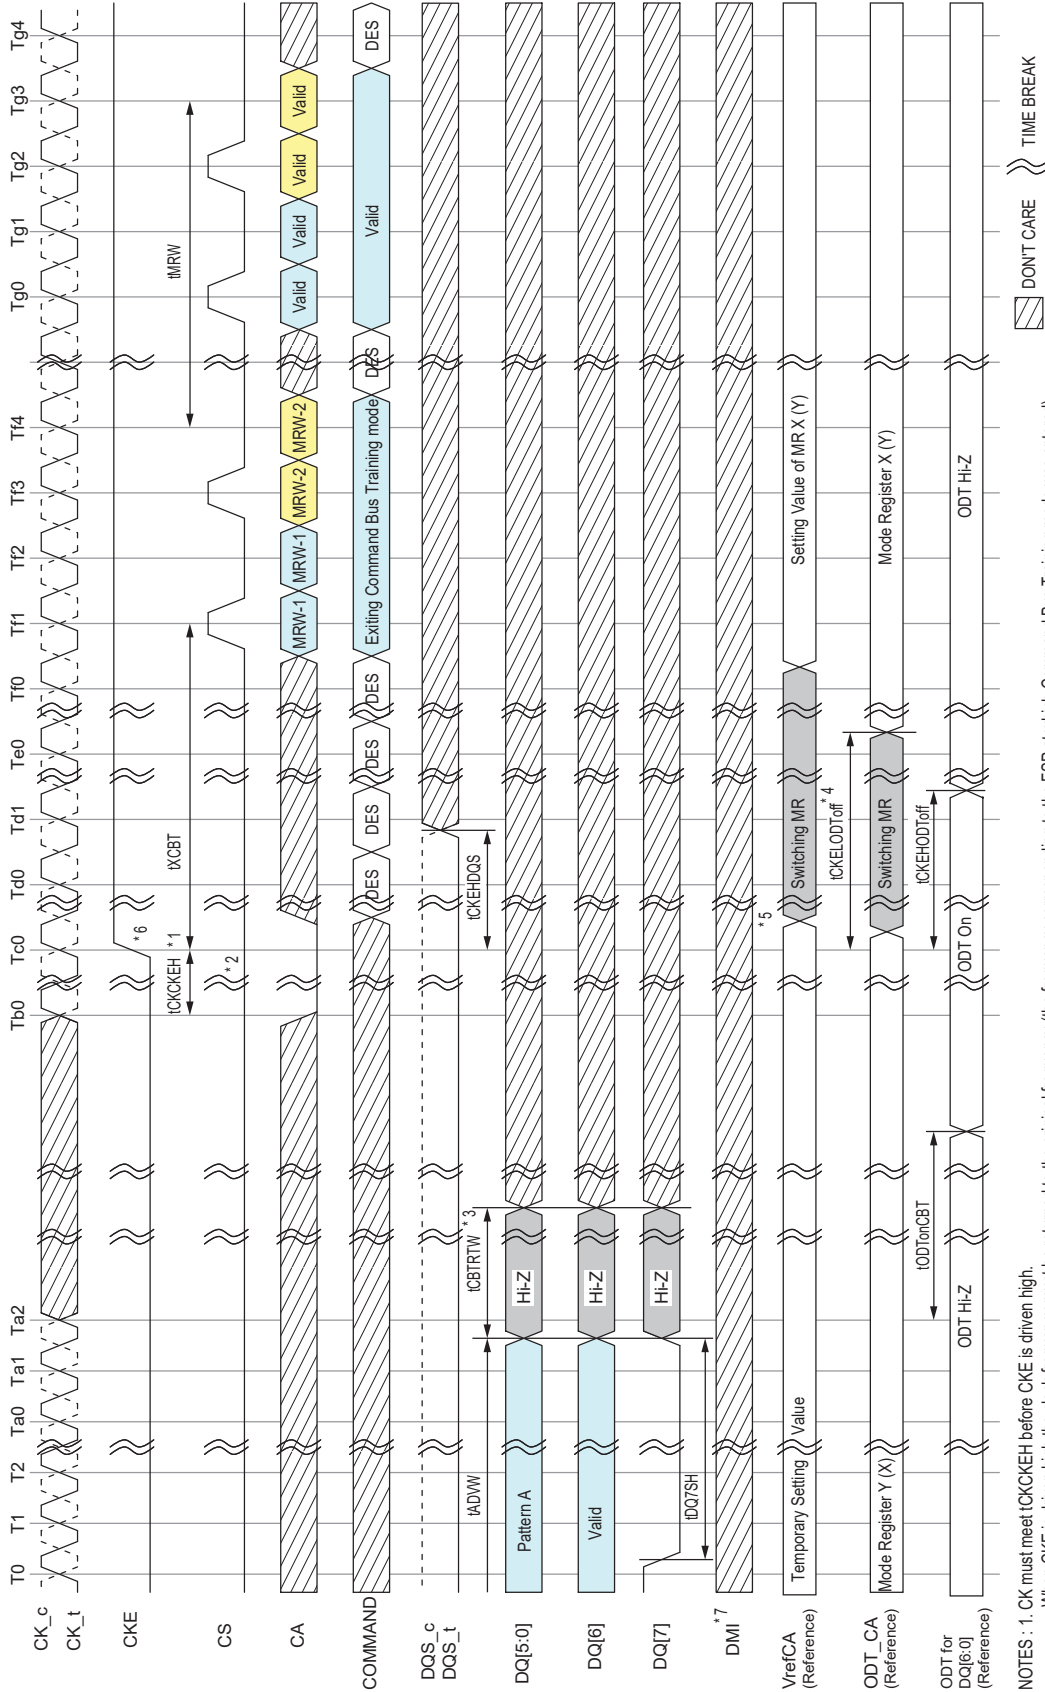 T0 T1 T2 Ta0 Ta1 Ta2 Tb0 Tc0 Td0 Td1 Te0 Tf0 Tf1 Tf2 Tf3 Tf4 Tg0 Tg1 Tg2 Tg3 Tg4
CK_c
CK_t
CKE
*6
tCKCKEH *1
tXCBT
tMRW
CS
*2
CA
MRW-1 MRW-1 MRW-2 MRW-2 Valid Valid Valid Valid
COMMAND
DES DES DES DES Exiting Command Bus Training mode DES Valid DES
DQS_c
DQS_t
tCKEHDQS
tADVW
tCBTRTW *3
DQ[5:0]
Pattern A Hi-Z
DQ[6]
Valid Hi-Z
DQ[7]
Hi-Z
tDQ7SH
DMI*7
*5
VrefCA
(Reference)
Temporary Setting Value Switching MR Setting Value of MR X (Y)
tCKELODToff*4
ODT_CA
(Reference)
Mode Register Y (X) Switching MR Mode Register X (Y)
tODTonCBT
tCKEHODToff
ODT for
DQ[6:0]
(Reference)
ODT Hi-Z ODT On ODT Hi-Z
DON'T CARE TIME BREAK
NOTES : 1. CK must meet tCKCKEH before CKE is driven high.